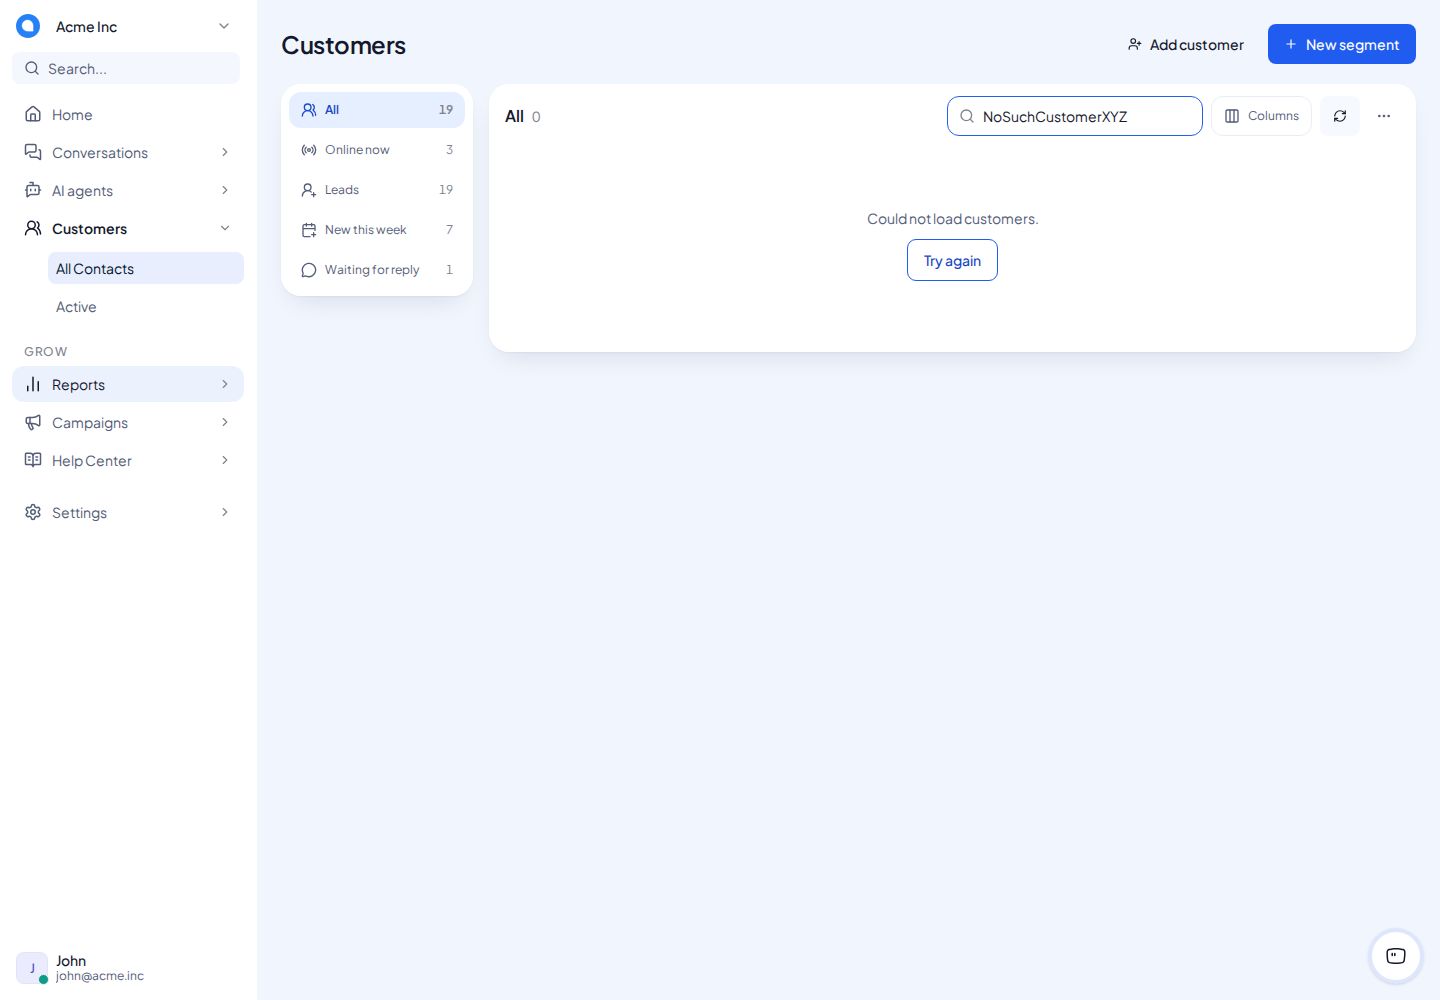 Acme Inc
Search...
Home
Conversations
AI agents
Customers
All Contacts
Active
GROW
Reports
Campaigns
Help Center
Settings
J
John
john@acme.inc
Customers
Add customer
New segment
All 19
Online now 3
Leads 19
New this week 7
Waiting for reply 1
All 0
NoSuchCustomerXYZ
Columns
Could not load customers.
Try again